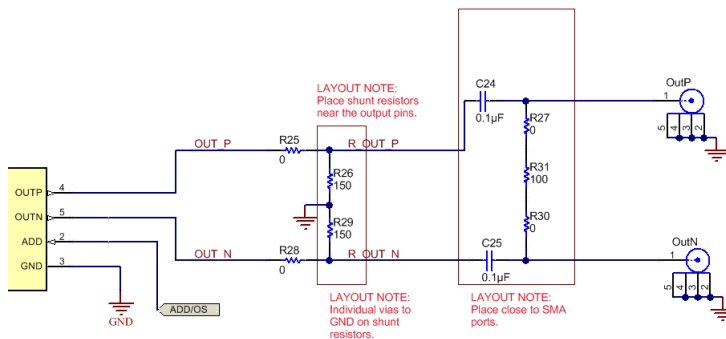 OutP
C24
1
LAYOUT NOTE:
Place shunt resistors
near the output pins.
0.1µF
R27
0
5
4
3
2
R25
OUT_P
R_OUT_P
0
R26
150
R31
100
OUTP
4
OUTN
5
R29
150
R30
0
ADD
2
OUT_N
R28
R_OUT_N
C25
OutN
1
GND
3
0
0.1µF
5
4
3
2
LAYOUT NOTE:
Individual vias to
GND on shunt
resistors.
LAYOUT NOTE:
Place close to SMA
ports.
ADD/OS
GND